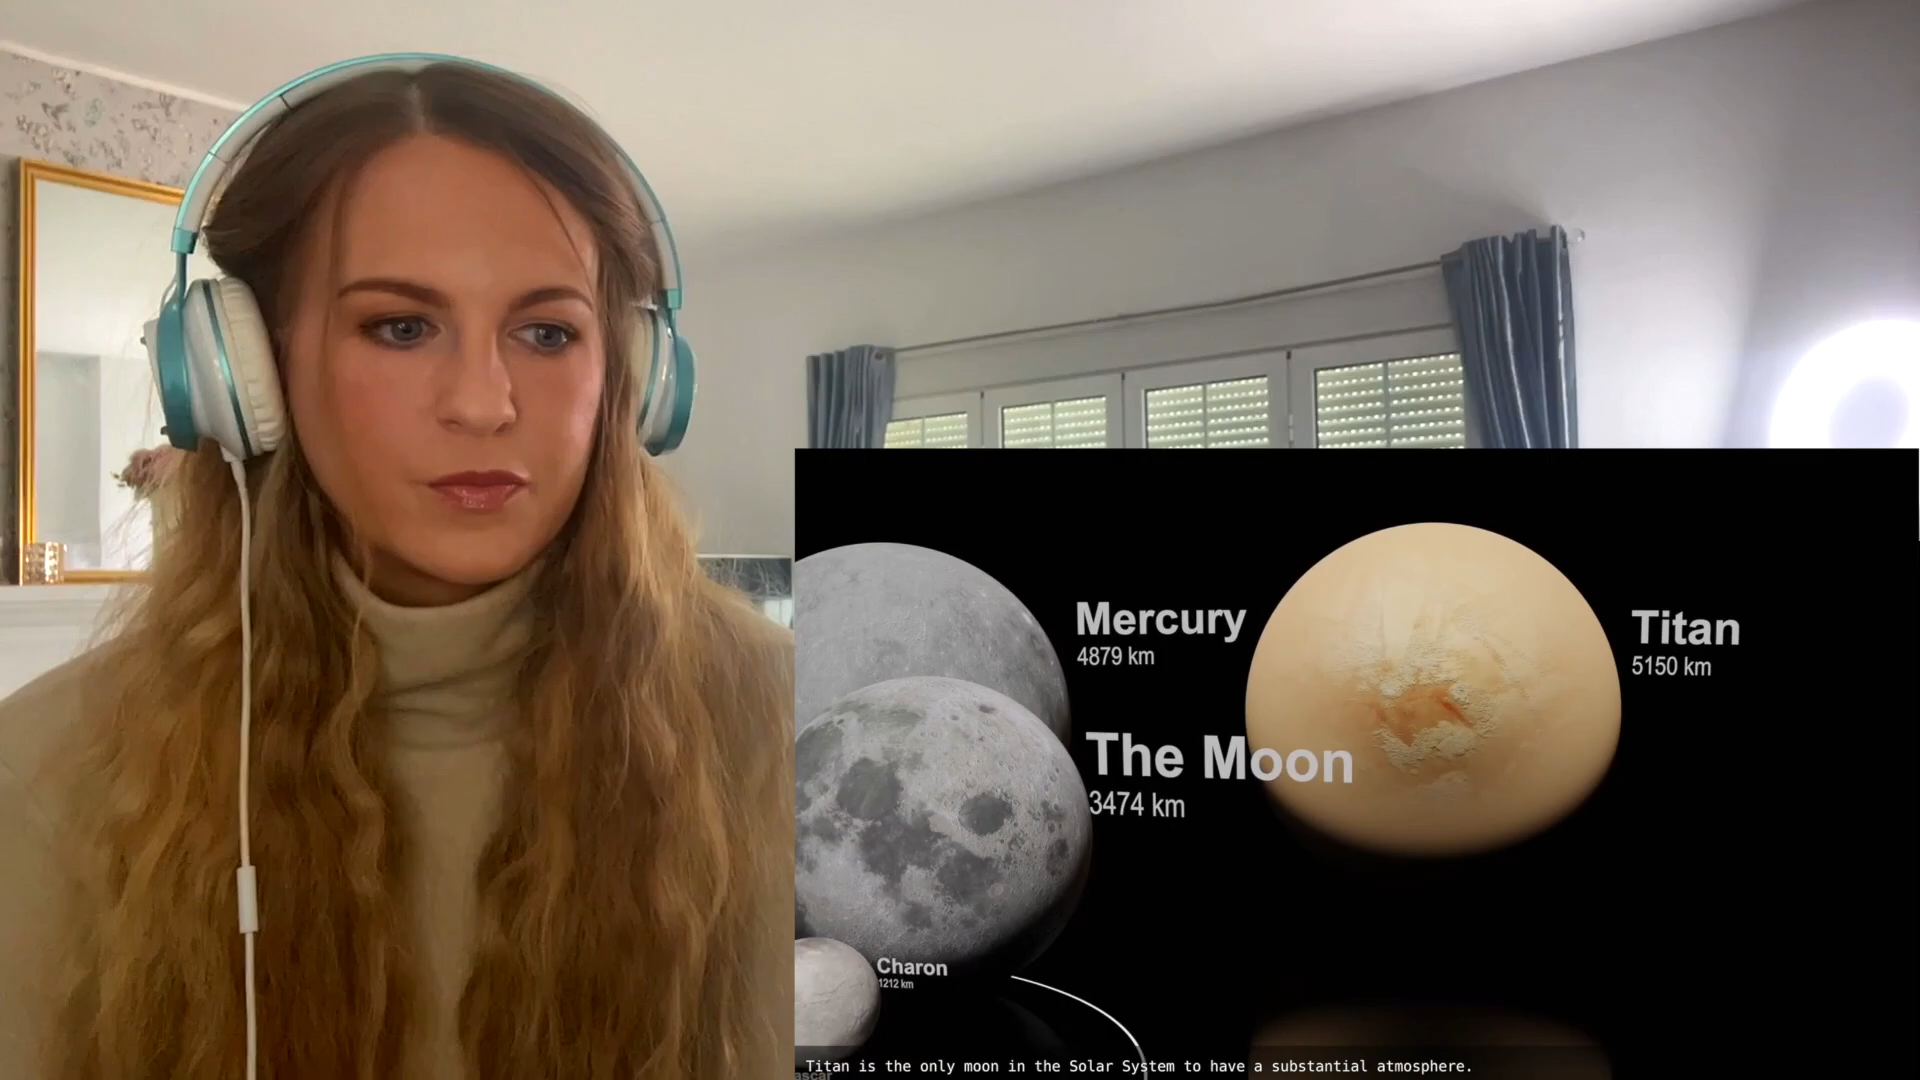 Mercury
4879 km
Titan
5150 km
The Moon
3474 km
Charon
1212 km
Titan is the only moon in the Solar System to have a substantial atmosphere.
ascar